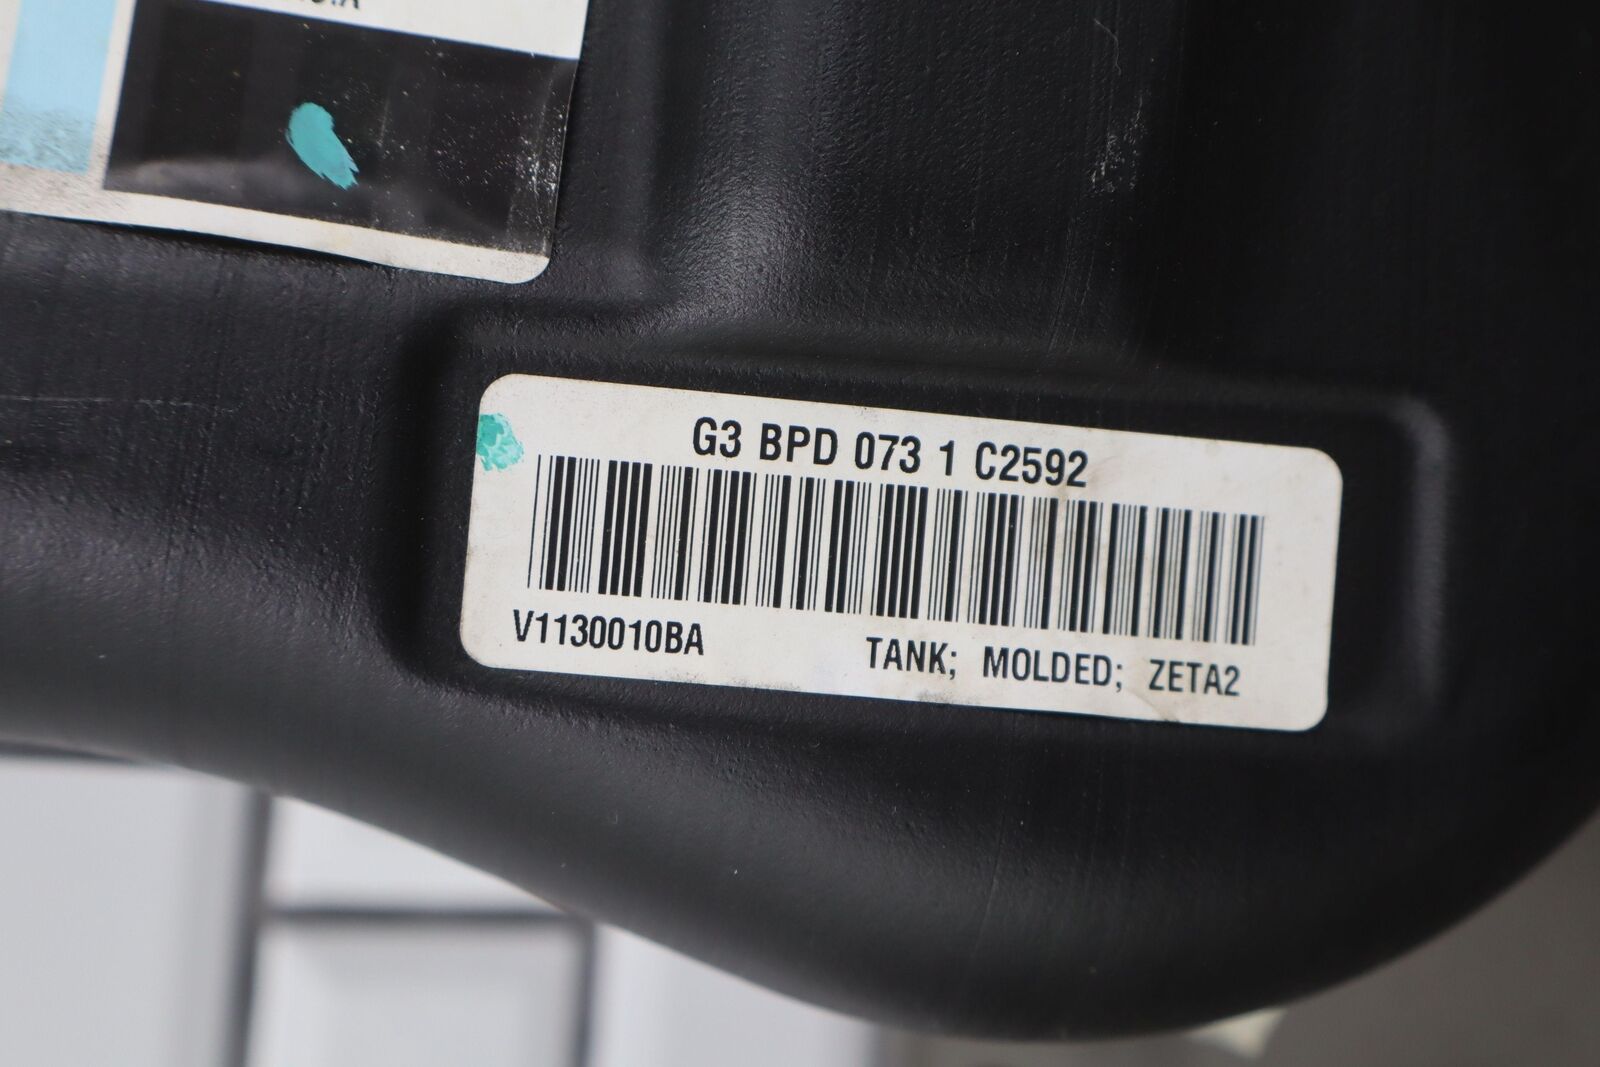 G3 BPD 073 1 C2592
V1130010BA TANK; MOLDED; ZETA2